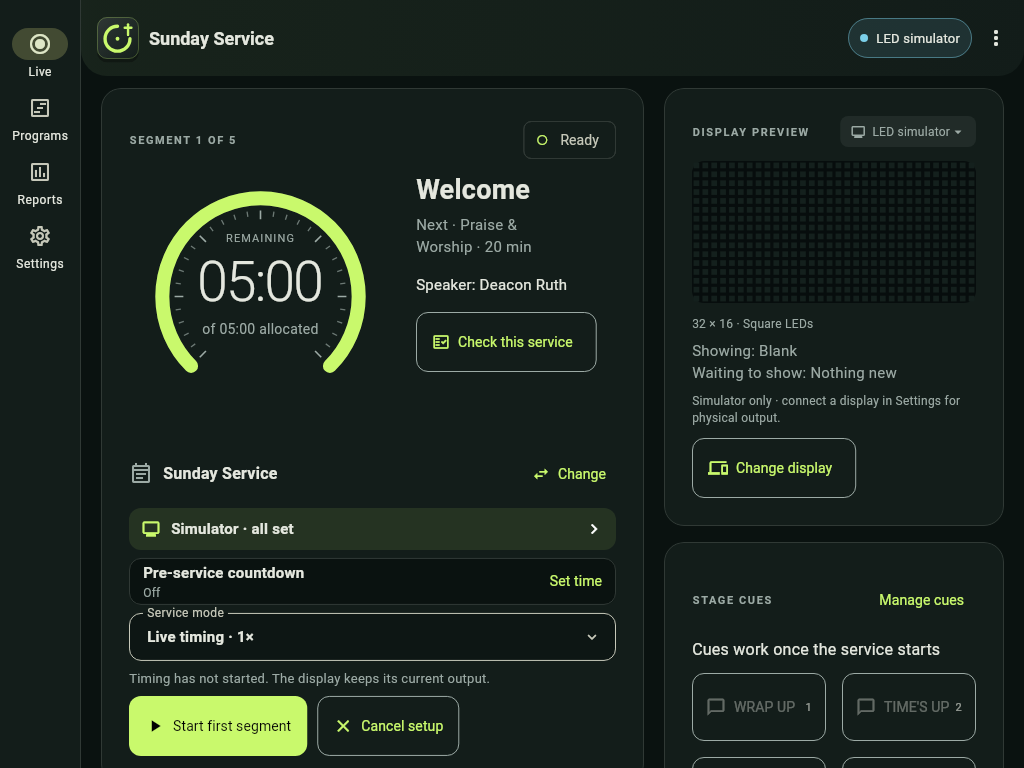 Live
Programs
Reports
Settings
Sunday Service
LED simulator
SEGMENT 1 OF 5
Ready
REMAINING
05:00
of 05:00 allocated
Welcome
Next · Praise &
Worship · 20 min
Speaker: Deacon Ruth
Check this service
Sunday Service
Change
Simulator · all set
Pre-service countdown
Off
Set time
Service mode
Live timing · 1×
Timing has not started. The display keeps its current output.
Start first segment
Cancel setup
DISPLAY PREVIEW
LED simulator
32 × 16 · Square LEDs
Showing: Blank
Waiting to show: Nothing new
Simulator only · connect a display in Settings for
physical output.
Change display
STAGE CUES
Manage cues
Cues work once the service starts
WRAP UP 1
TIME'S UP 2